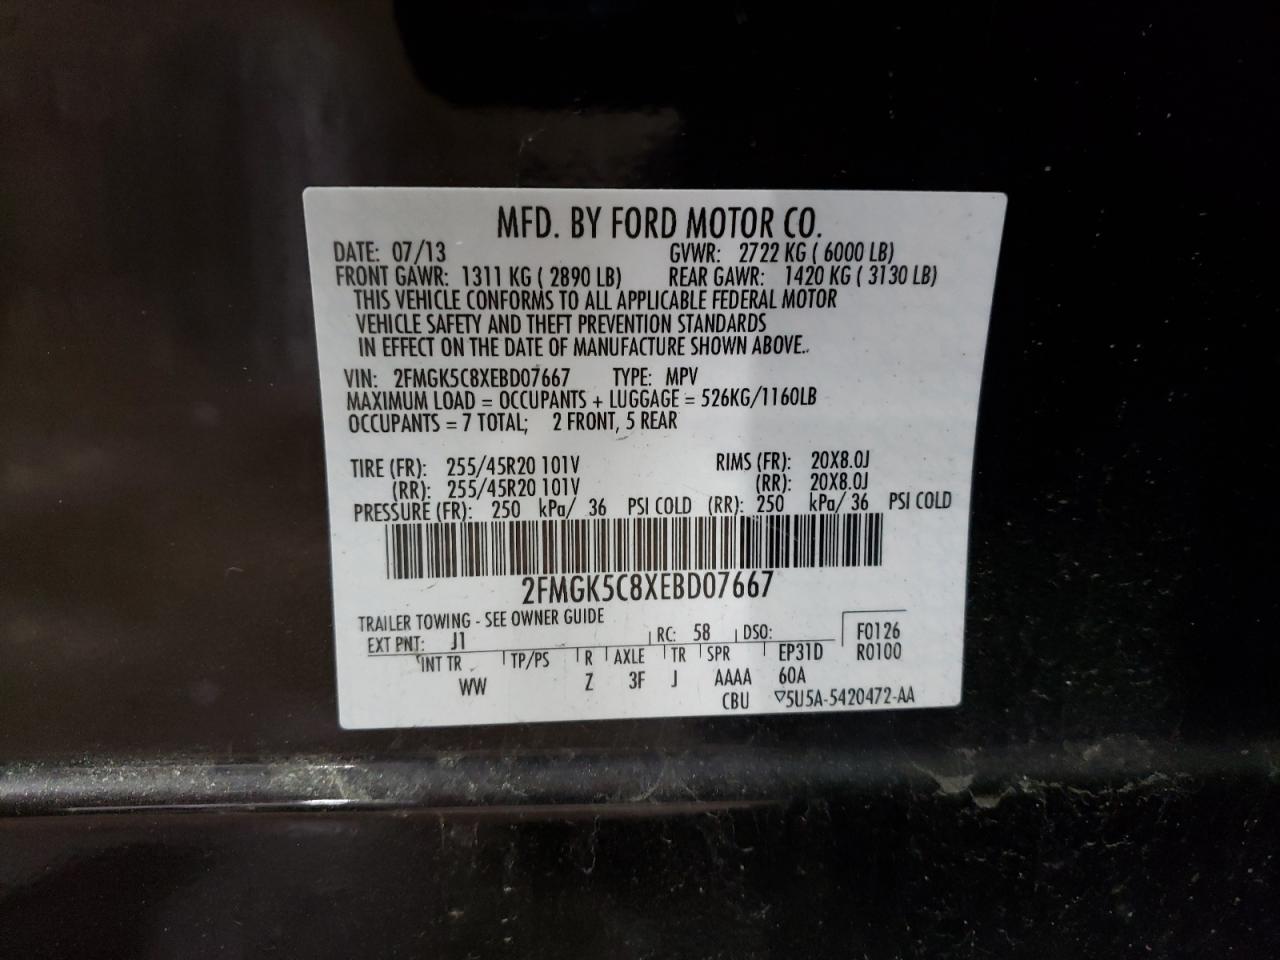 MFD. BY FORD MOTOR CO.
DATE: 07/13 GVWR: 2722 KG ( 6000 LB)
FRONT GAWR: 1311 KG ( 2890 LB) REAR GAWR: 1420 KG ( 3130 LB)
THIS VEHICLE CONFORMS TO ALL APPLICABLE FEDERAL MOTOR
VEHICLE SAFETY AND THEFT PREVENTION STANDARDS
IN EFFECT ON THE DATE OF MANUFACTURE SHOWN ABOVE..
VIN: 2FMGK5C8XEBD07667 TYPE: MPV
MAXIMUM LOAD = OCCUPANTS + LUGGAGE = 526KG/1160LB
OCCUPANTS = 7 TOTAL; 2 FRONT, 5 REAR
TIRE (FR): 255/45R20 101V RIMS (FR): 20X8.0J
(RR): 255/45R20 101V (RR): 20X8.0J
PRESSURE (FR): 250 kPa/ 36 PSI COLD (RR): 250 kPa/ 36 PSI COLD
2FMGK5C8XEBD07667
TRAILER TOWING - SEE OWNER GUIDE
EXT PNT: J1 RC: 58 DSO: F0126
INT TR TP/PS R AXLE TR SPR EP31D R0100
WW Z 3F J AAAA 60A
CBU ▽5U5A-5420472-AA